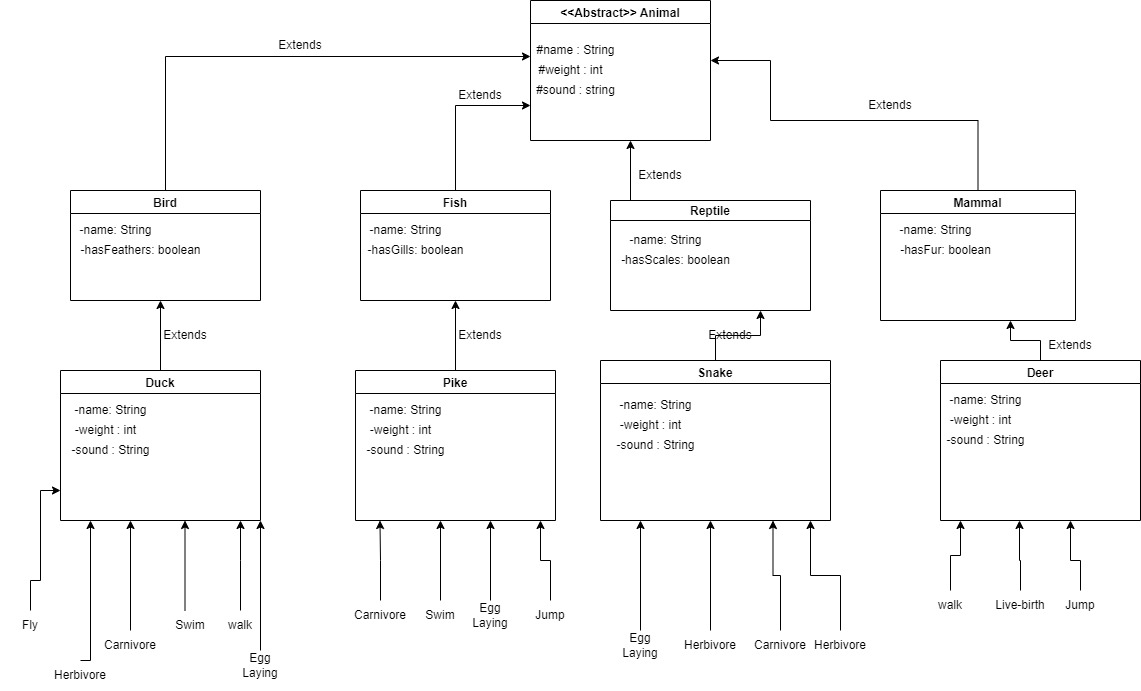 <<Abstract>> Animal
#name : String
#weight : int
#sound : string
Extends
Extends
Extends
Extends
Bird
-name: String
-hasFeathers: boolean
Fish
-name: String
-hasGills: boolean
Reptile
-name: String
-hasScales: boolean
Mammal
-name: String
-hasFur: boolean
Extends
Extends
Extends
Extends
Duck
-name: String
-weight : int
-sound : String
Pike
-name: String
-weight : int
-sound : String
Snake
-name: String
-weight : int
-sound : String
Deer
-name: String
-weight : int
-sound : String
Fly
Herbivore
Carnivore
Swim
walk
Egg
Laying
Carnivore
Swim
Egg
Laying
Jump
Egg
Laying
Herbivore
Carnivore
Herbivore
walk
Live-birth
Jump